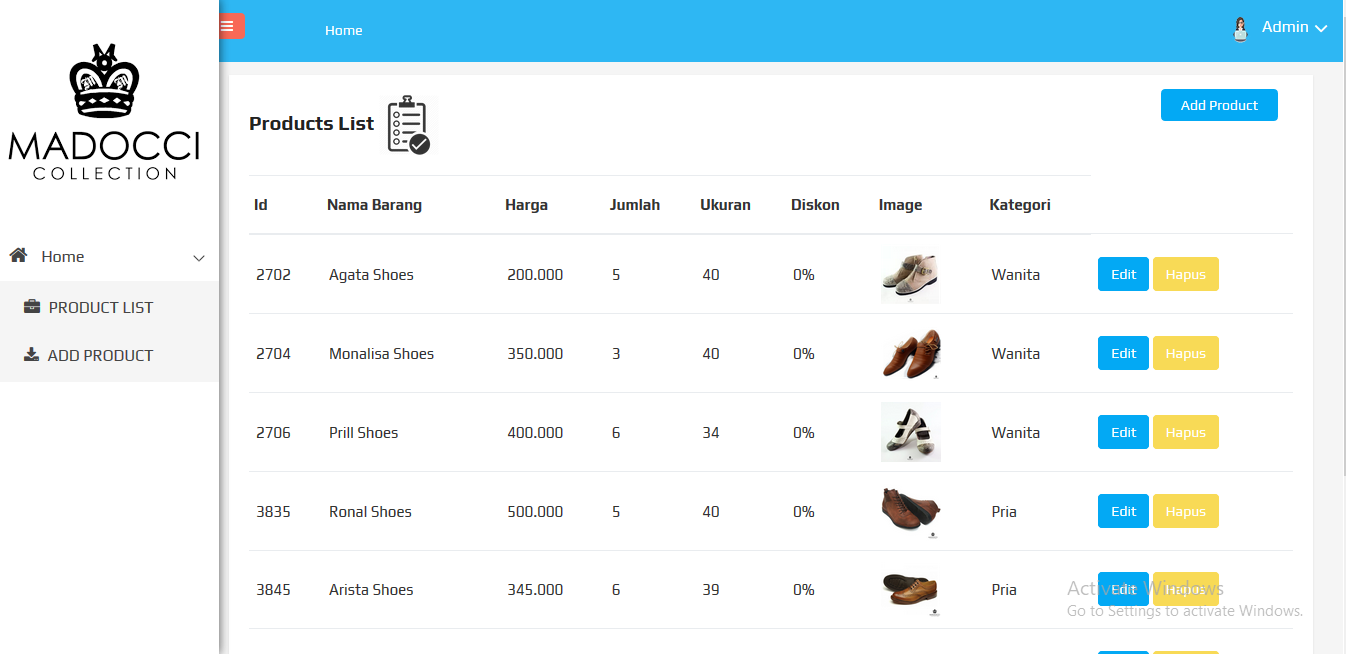 Home
Admin
MADOCCI
COLLECTION
Products List
Add Product
Id Nama Barang Harga Jumlah Ukuran Diskon Image Kategori
Home
2702 Agata Shoes 200.000 5 40 0% Wanita Edit Hapus
PRODUCT LIST
2704 Monalisa Shoes 350.000 3 40 0% Wanita Edit Hapus
ADD PRODUCT
2706 Prill Shoes 400.000 6 34 0% Wanita Edit Hapus
3835 Ronal Shoes 500.000 5 40 0% Pria Edit Hapus
3845 Arista Shoes 345.000 6 39 0% Pria Edit Hapus
Activate Windows
Go to Settings to activate Windows.